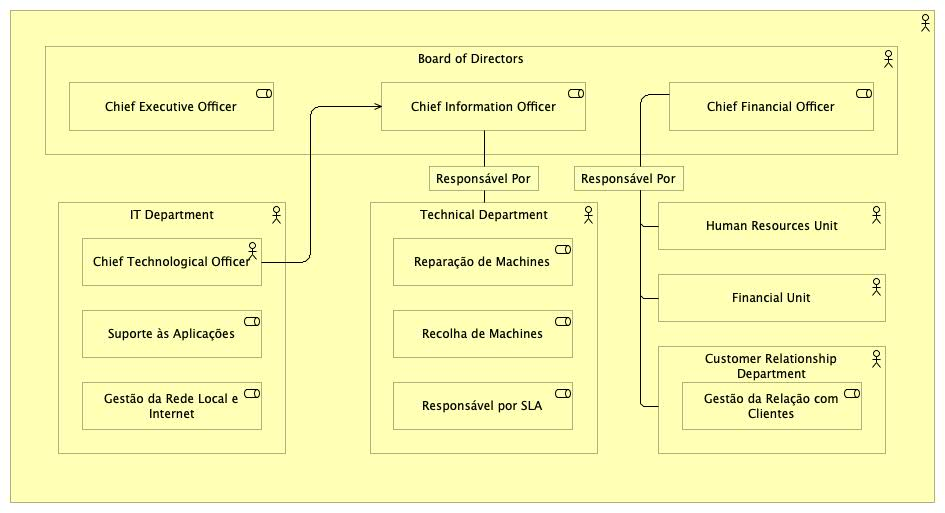 Board of Directors
Chief Executive Officer
Chief Information Officer
Chief Financial Officer
Responsável Por
Responsável Por
IT Department
Chief Technological Officer
Suporte às Aplicações
Gestão da Rede Local e
Internet
Technical Department
Reparação de Machines
Recolha de Machines
Responsável por SLA
Human Resources Unit
Financial Unit
Customer Relationship
Department
Gestão da Relação com
Clientes